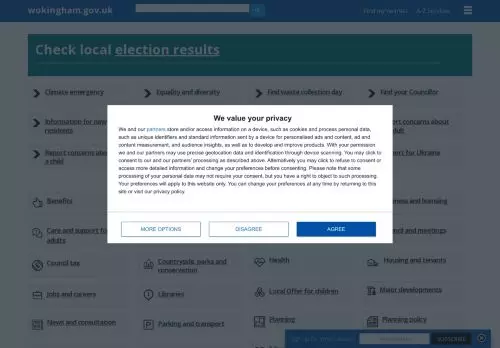 wokingham.gov.uk
Find my nearest
A-Z Services
Check local election results
Climate emergency
Equality and diversity
Find waste collection day
Find your Councillor
Information for new
residents
Report concerns about
a child
We value your privacy
We and our partners store and/or access information on a device, such as cookies and process personal data,
such as unique identifiers and standard information sent by a device for personalised ads and content, ad and
content measurement, and audience insights, as well as to develop and improve products. With your permission
we and our partners may use precise geolocation data and identification through device scanning. You may click to
consent to our and our partners' processing as described above. Alternatively you may click to refuse to consent or
access more detailed information and change your preferences before consenting. Please note that some
processing of your personal data may not require your consent, but you have a right to object to such processing.
Your preferences will apply to this website only. You can change your preferences at any time by returning to
this site or visit our privacy policy.
MORE OPTIONS
DISAGREE
AGREE
port concerns about
adult
port for Ukraine
Benefits
siness and licensing
Care and support for
adults
uncil and meetings
Council tax
Countryside, parks and
conservation
Health
Housing and tenants
Jobs and careers
Libraries
Local Offer for children
Major developments
News and consultation
Parking and transport
Planning
Planning policy
SUBSCRIBE